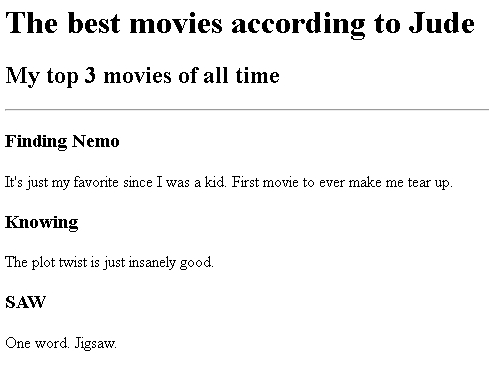 The best movies according to Jude
My top 3 movies of all time
Finding Nemo
It's just my favorite since I was a kid. First movie to ever make me tear up.
Knowing
The plot twist is just insanely good.
SAW
One word. Jigsaw.